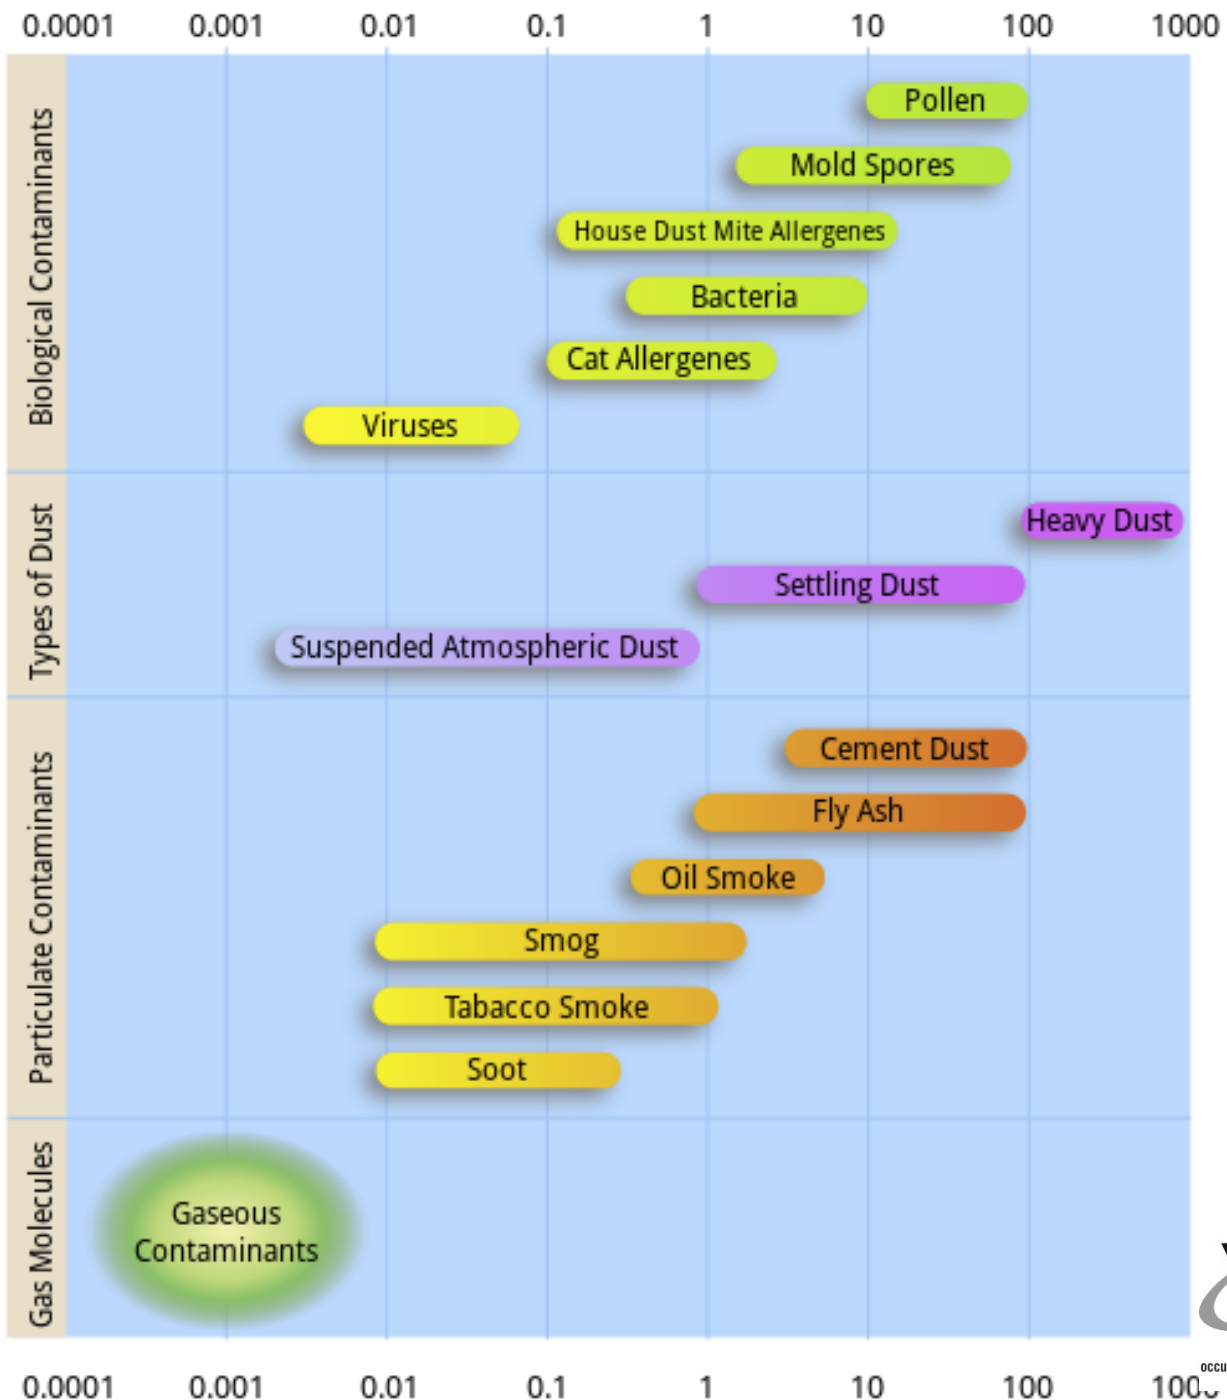 0.0001 0.001 0.01 0.1 1 10 100 1000
Biological Contaminants
Pollen
Mold Spores
House Dust Mite Allergenes
Bacteria
Cat Allergenes
Viruses
Types of Dust
Heavy Dust
Settling Dust
Suspended Atmospheric Dust
Particulate Contaminants
Cement Dust
Fly Ash
Oil Smoke
Smog
Tabacco Smoke
Soot
Gas Molecules
Gaseous
Contaminants
0.0001 0.001 0.01 0.1 1 10 100